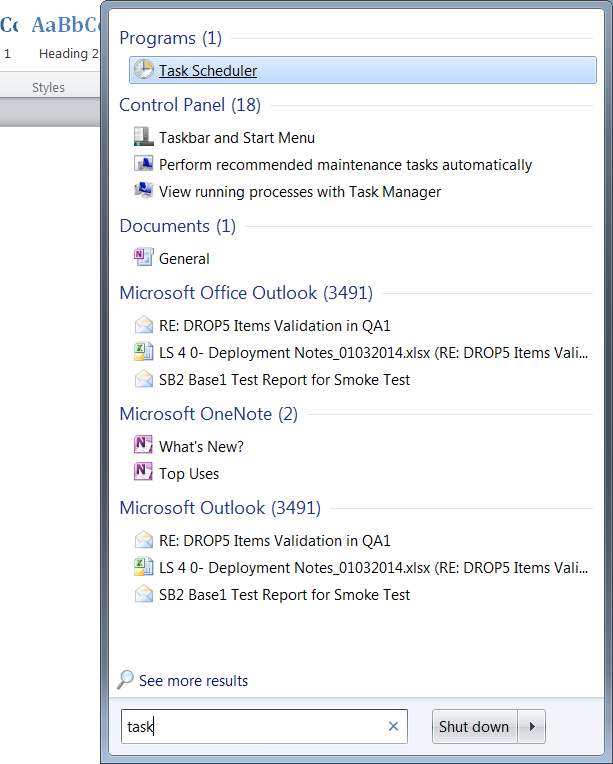 AaBbC
1 Heading 2
Styles
Programs (1)
Task Scheduler
Control Panel (18)
Taskbar and Start Menu
Perform recommended maintenance tasks automatically
View running processes with Task Manager
Documents (1)
General
Microsoft Office Outlook (3491)
RE: DROP5 Items Validation in QA1
LS 4 0- Deployment Notes_01032014.xlsx (RE: DROP5 Items Vali...
SB2 Base1 Test Report for Smoke Test
Microsoft OneNote (2)
What's New?
Top Uses
Microsoft Outlook (3491)
RE: DROP5 Items Validation in QA1
LS 4 0- Deployment Notes_01032014.xlsx (RE: DROP5 Items Vali...
SB2 Base1 Test Report for Smoke Test
See more results
task
Shut down